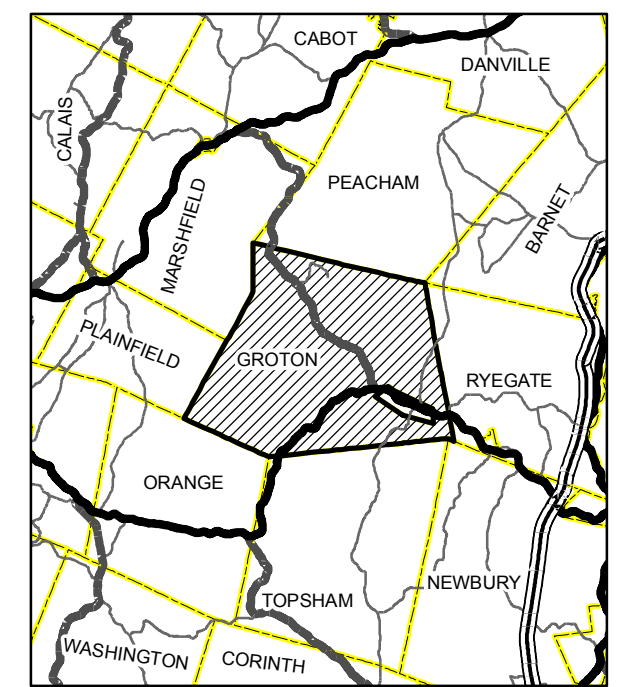 CABOT
DANVILLE
CALAIS
PEACHAM
BARNET
MARSHFIELD
PLAINFIELD
GROTON
RYEGATE
ORANGE
NEWBURY
TOPSHAM
WASHINGTON
CORINTH